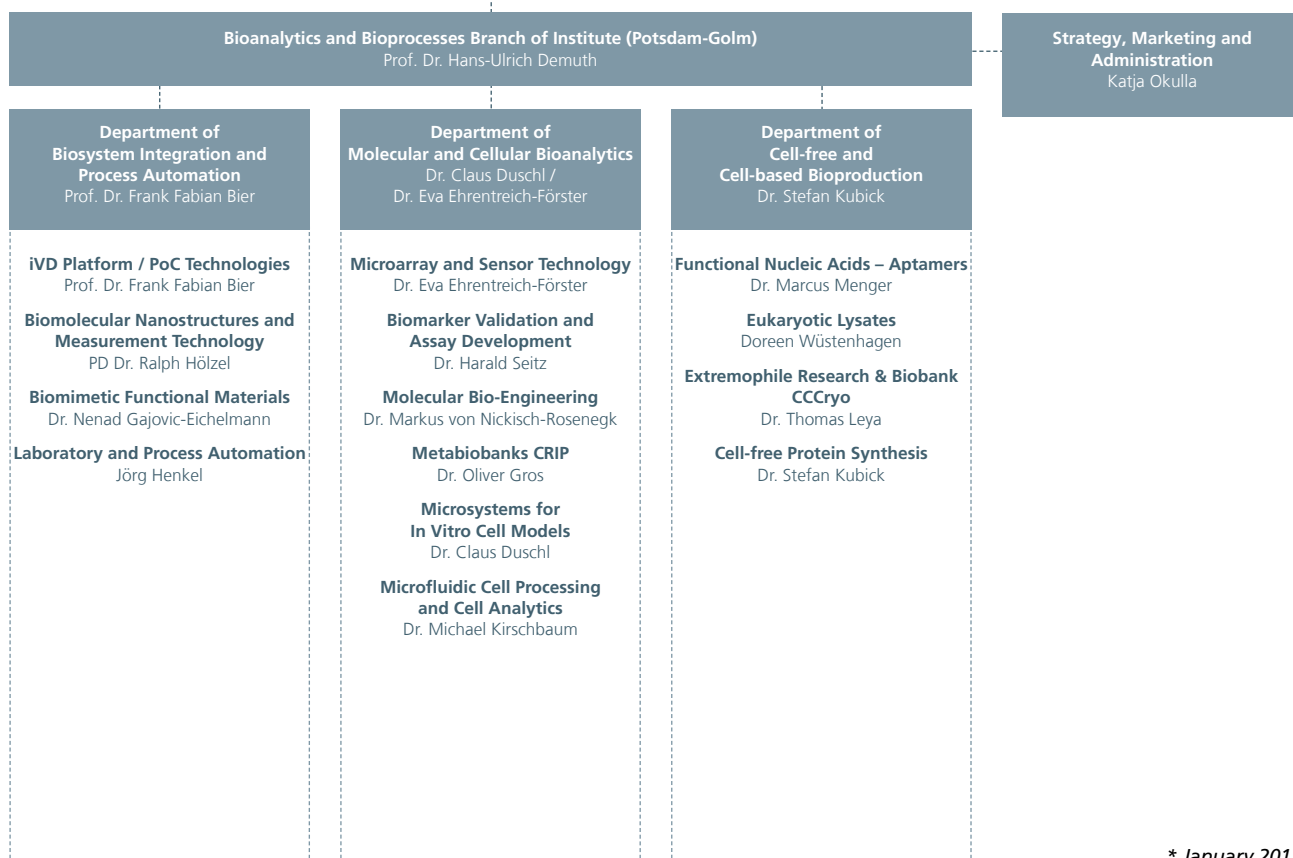 Bioanalytics and Bioprocesses Branch of Institute (Potsdam-Golm)
Prof. Dr. Hans-Ulrich Demuth
Strategy, Marketing and
Administration
Katja Okulla
Department of
Biosystem Integration and
Process Automation
Prof. Dr. Frank Fabian Bier
iVD Platform / PoC Technologies
Prof. Dr. Frank Fabian Bier
Biomolecular Nanostructures and
Measurement Technology
PD Dr. Ralph Hölzel
Biomimetic Functional Materials
Dr. Nenad Gajovic-Eichelmann
Laboratory and Process Automation
Jörg Henkel
Department of
Molecular and Cellular Bioanalytics
Dr. Claus Duschl /
Dr. Eva Ehrentreich-Förster
Microarray and Sensor Technology
Dr. Eva Ehrentreich-Förster
Biomarker Validation and
Assay Development
Dr. Harald Seitz
Molecular Bio-Engineering
Dr. Markus von Nickisch-Rosenegk
Metabiobanks CRIP
Dr. Oliver Gros
Microsystems for
In Vitro Cell Models
Dr. Claus Duschl
Microfluidic Cell Processing
and Cell Analytics
Dr. Michael Kirschbaum
Department of
Cell-free and
Cell-based Bioproduction
Dr. Stefan Kubick
Functional Nucleic Acids – Aptamers
Dr. Marcus Menger
Eukaryotic Lysates
Doreen Wüstenhagen
Extremophile Research & Biobank
CCCryo
Dr. Thomas Leya
Cell-free Protein Synthesis
Dr. Stefan Kubick
* January 201